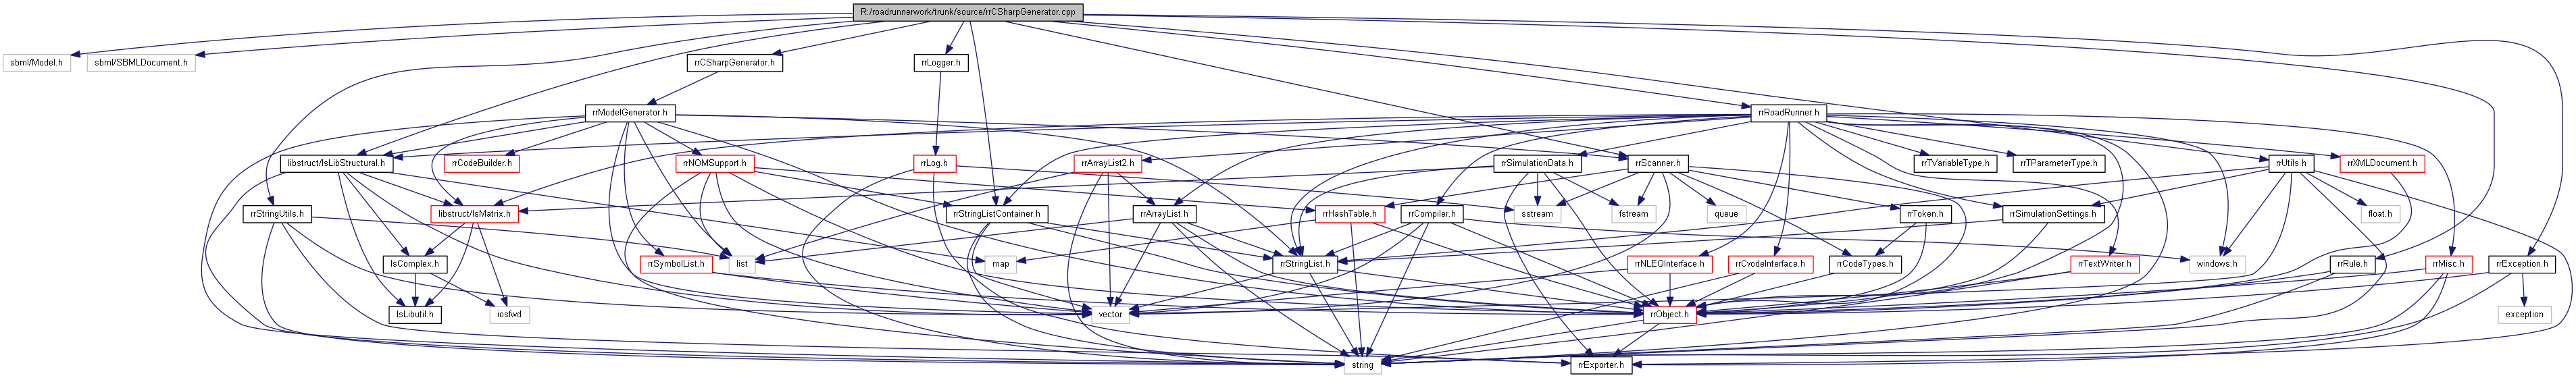 R:/roadrunnerwork/trunk/source/rrCSharpGenerator.cpp
sbml/Model.h
sbml/SBMLDocument.h
rrCSharpGenerator.h
rrLogger.h
rrModelGenerator.h
rrRoadRunner.h
libstruct/lsLibStructural.h
rrCodeBuilder.h
rrNOMSupport.h
rrLog.h
rrArrayList2.h
rrSimulationData.h
rrScanner.h
rrTVariableType.h
rrTParameterType.h
rrUtils.h
rrXMLDocument.h
rrStringUtils.h
libstruct/lsMatrix.h
rrStringListContainer.h
rrHashTable.h
rrArrayList.h
rrCompiler.h
sstream
fstream
queue
rrToken.h
rrSimulationSettings.h
float.h
lsComplex.h
rrSymbolList.h
list
map
rrStringList.h
rrNLEQInterface.h
rrCvodeInterface.h
rrCodeTypes.h
rrTextWriter.h
windows.h
rrRule.h
rrMisc.h
rrException.h
lsLibutil.h
iosfwd
vector
rrObject.h
exception
string
rrExporter.h